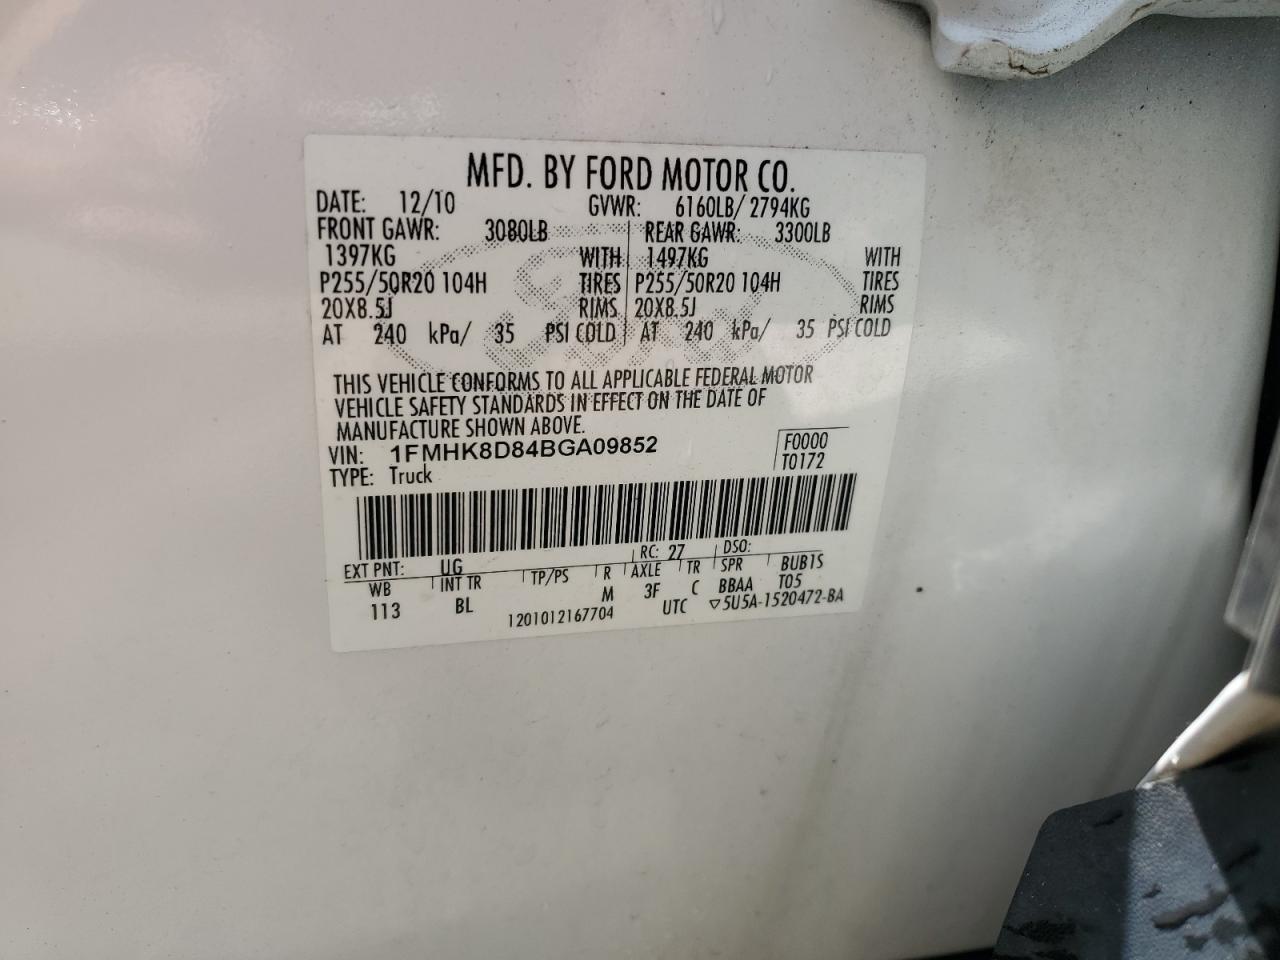 MFD. BY FORD MOTOR CO.
DATE: 12/10 GVWR: 6160LB/ 2794KG
FRONT GAWR: 3080LB REAR GAWR: 3300LB
1397KG WITH 1497KG WITH
P255/50R20 104H TIRES P255/50R20 104H TIRES
20X8.5J RIMS 20X8.5J RIMS
AT 240 kPa/ 35 PSI COLD AT 240 kPa/ 35 PSI COLD
THIS VEHICLE CONFORMS TO ALL APPLICABLE FEDERAL MOTOR
VEHICLE SAFETY STANDARDS IN EFFECT ON THE DATE OF
MANUFACTURE SHOWN ABOVE.
VIN: 1FMHK8D84BGA09852 F0000
TYPE: Truck T0172
EXT PNT: UG RC: 27 DSO:
WB INT TR TP/PS R AXLE TR SPR BUB1S
113 BL M 3F C BBAA T05
1201012167704 UTC ▽5U5A-1520472-BA